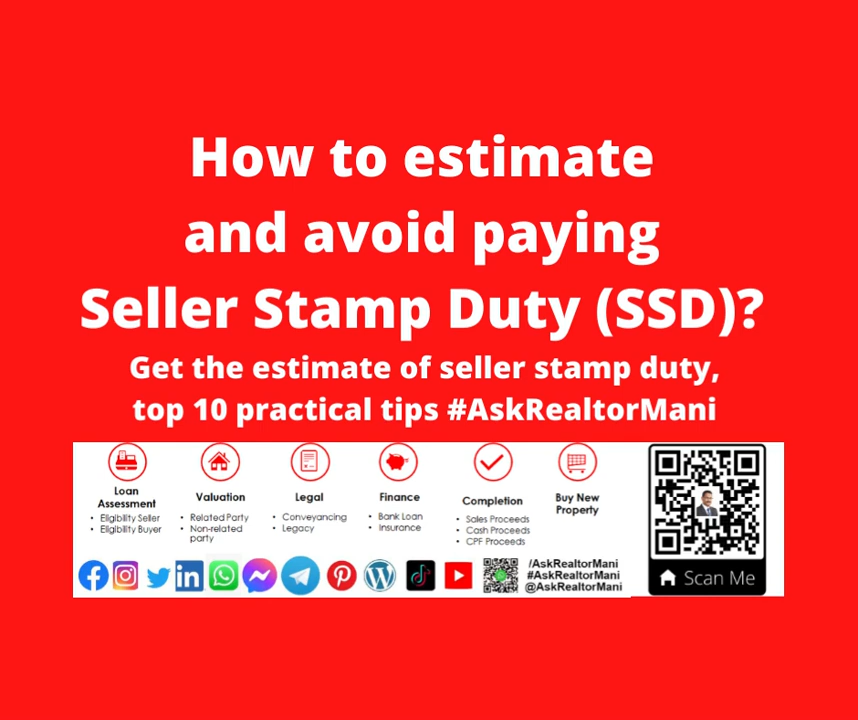 How to estimate
and avoid paying
Seller Stamp Duty (SSD)?
Get the estimate of seller stamp duty,
top 10 practical tips #AskRealtorMani
Loan
Assessment
• Eligibility Seller
• Eligibility Buyer
Valuation
• Related Party
• Non-related
party
Legal
• Conveyancing
• Legacy
Finance
• Bank Loan
• Insurance
Completion
• Sales Proceeds
• Cash Proceeds
• CPF Proceeds
Buy New
Property
/AskRealtorMani
#AskRealtorMani
@AskRealtorMani
Scan Me